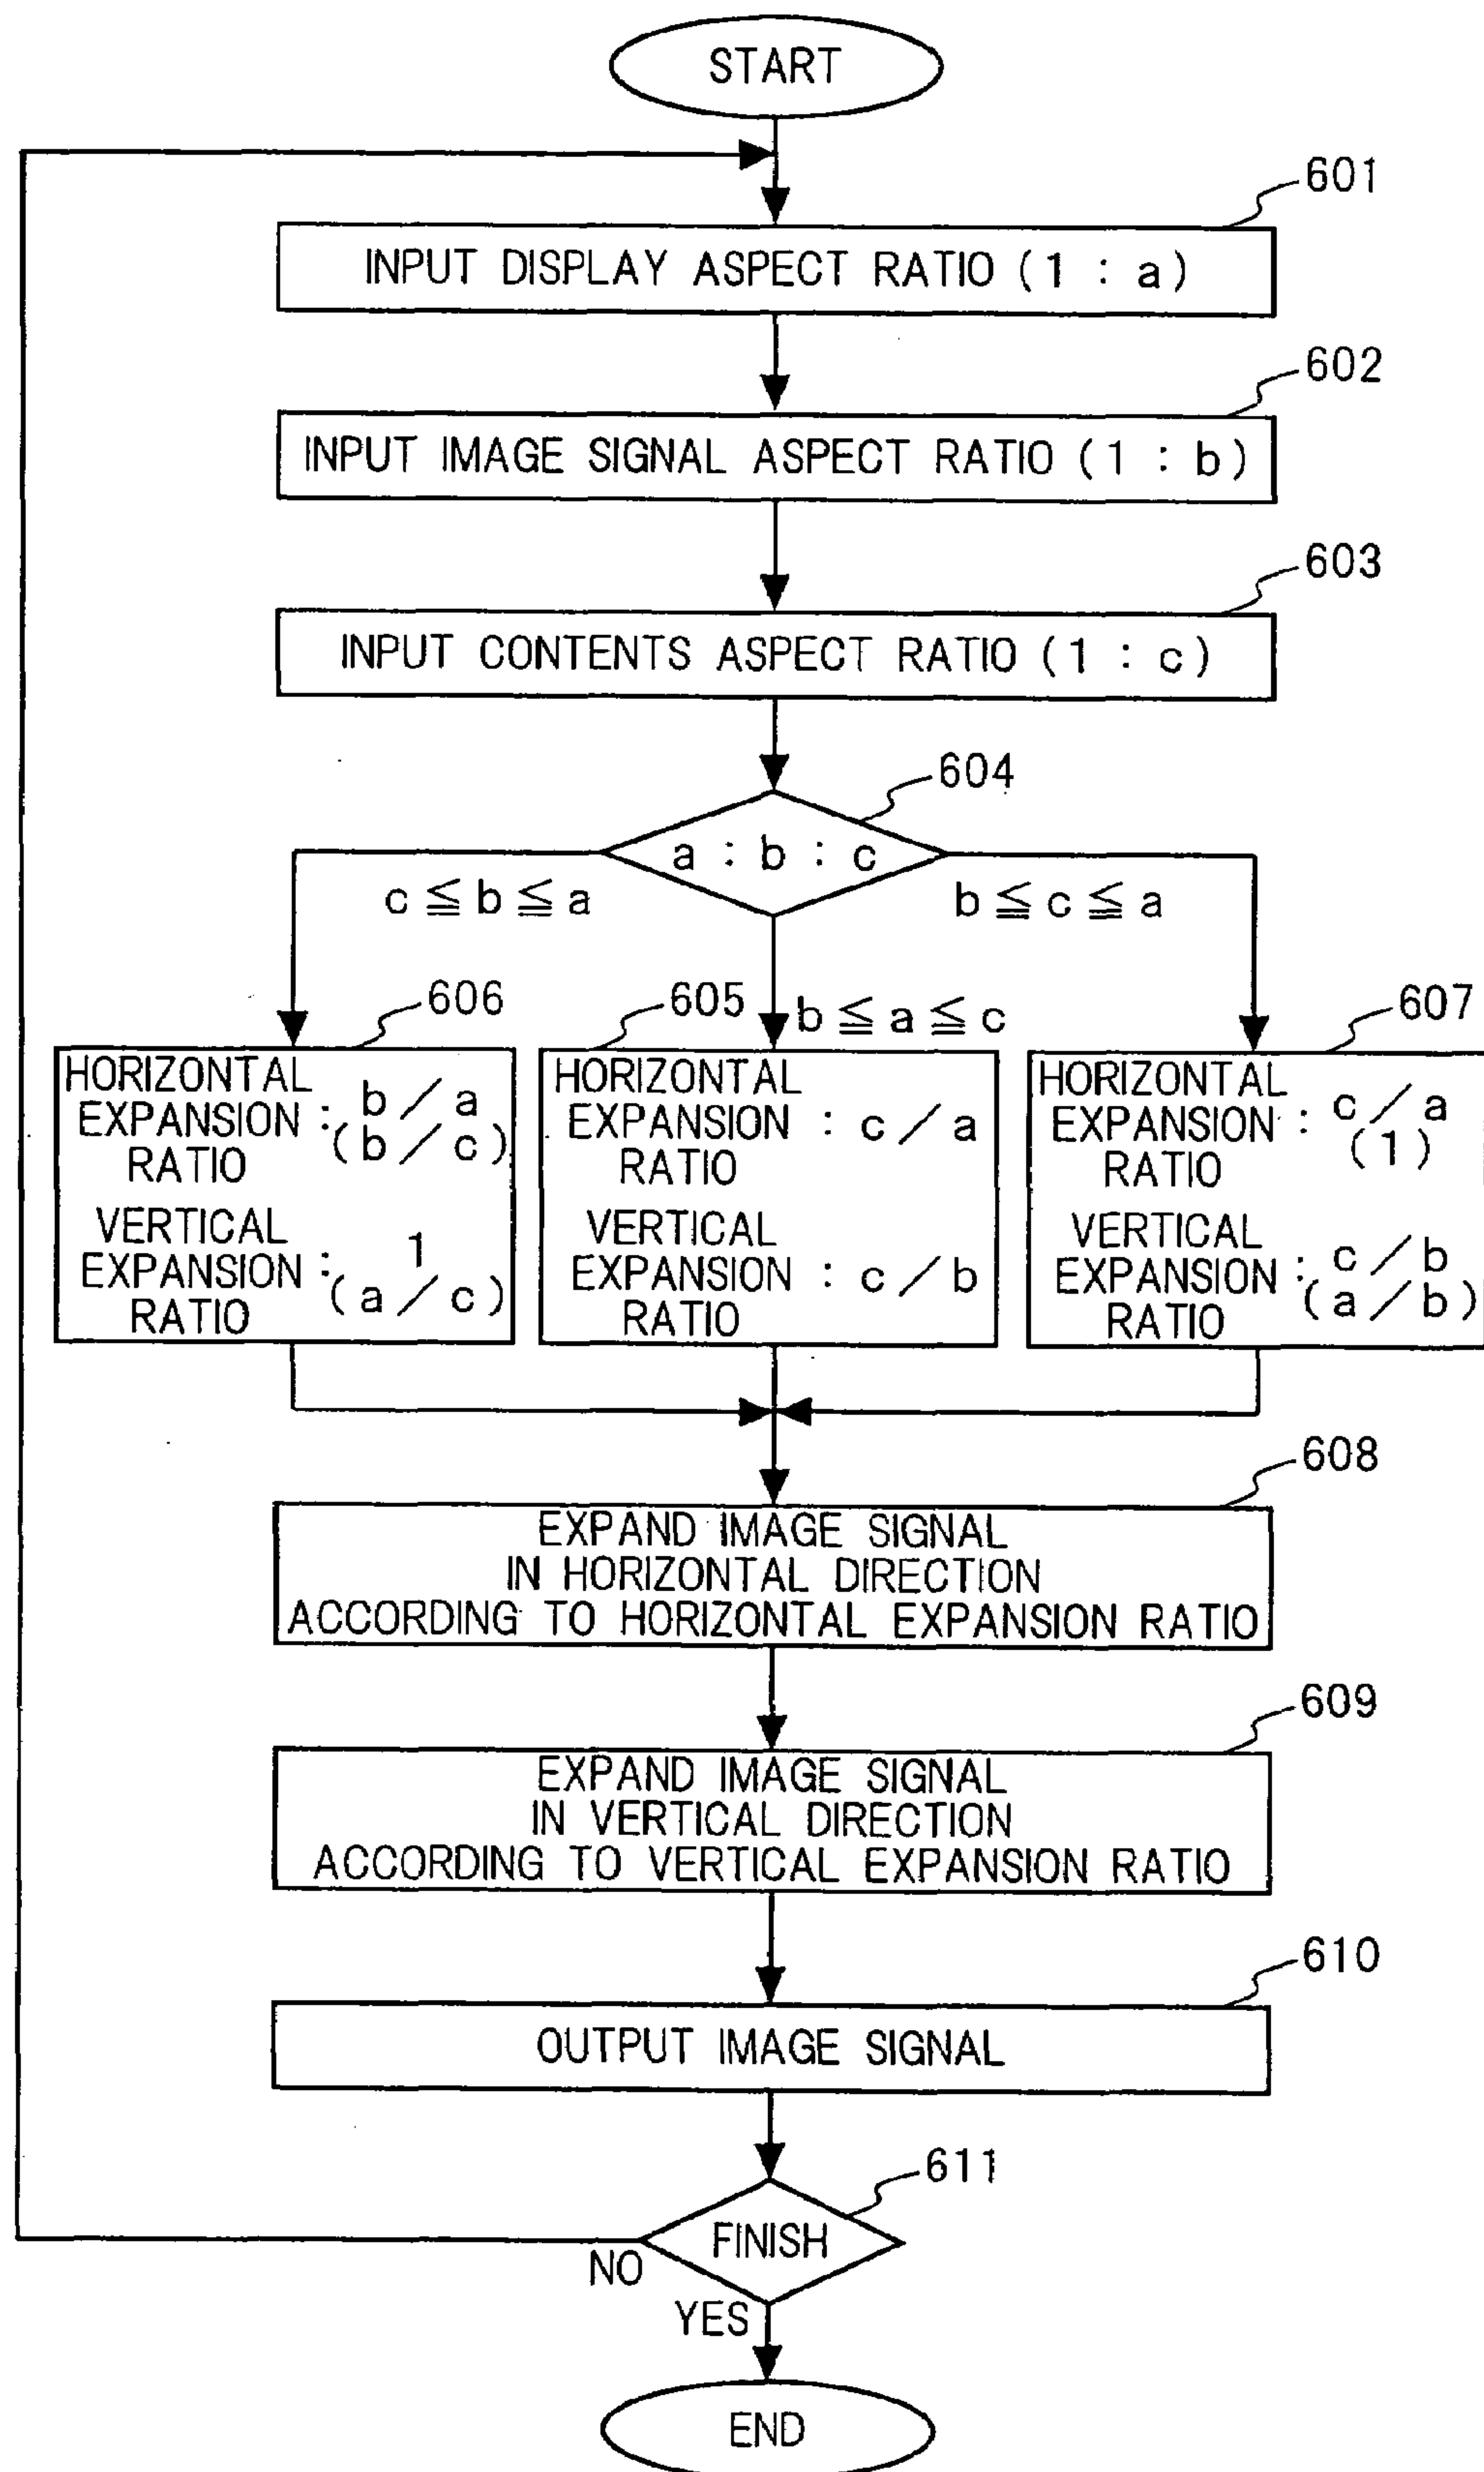 START
601
INPUT DISPLAY ASPECT RATIO (1 : a)
602
INPUT IMAGE SIGNAL ASPECT RATIO (1 : b)
603
INPUT CONTENTS ASPECT RATIO (1 : c)
604
a : b : c
c ≦ b ≦ a
b ≦ a ≦ c
b ≦ c ≦ a
606
HORIZONTAL
EXPANSION : b / a
(b / c)
RATIO
VERTICAL
EXPANSION : 1
(a / c)
RATIO
605
HORIZONTAL
EXPANSION : c / a
RATIO
VERTICAL
EXPANSION : c / b
RATIO
607
HORIZONTAL
EXPANSION : c / a
(1)
RATIO
VERTICAL
EXPANSION : c / b
(a / b)
RATIO
608
EXPAND IMAGE SIGNAL
IN HORIZONTAL DIRECTION
ACCORDING TO HORIZONTAL EXPANSION RATIO
609
EXPAND IMAGE SIGNAL
IN VERTICAL DIRECTION
ACCORDING TO VERTICAL EXPANSION RATIO
610
OUTPUT IMAGE SIGNAL
611
FINISH
NO
YES
END